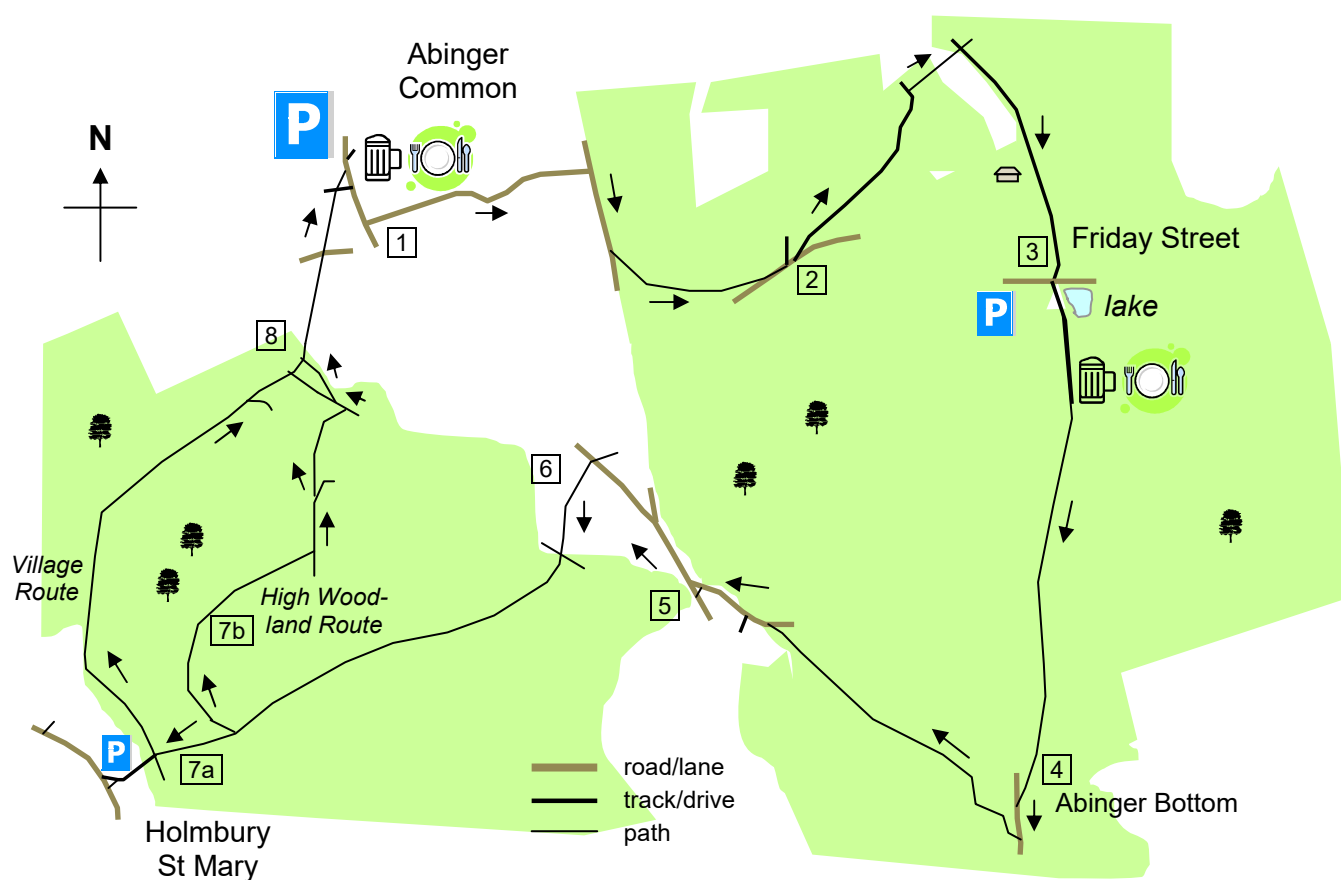 Abinger
Common
P
N
1
2
3
Friday Street
P
lake
8
6
Village
Route
High Wood-
land Route
7b
5
P
7a
4
Abinger Bottom
road/lane
track/drive
path
Holmbury
St Mary